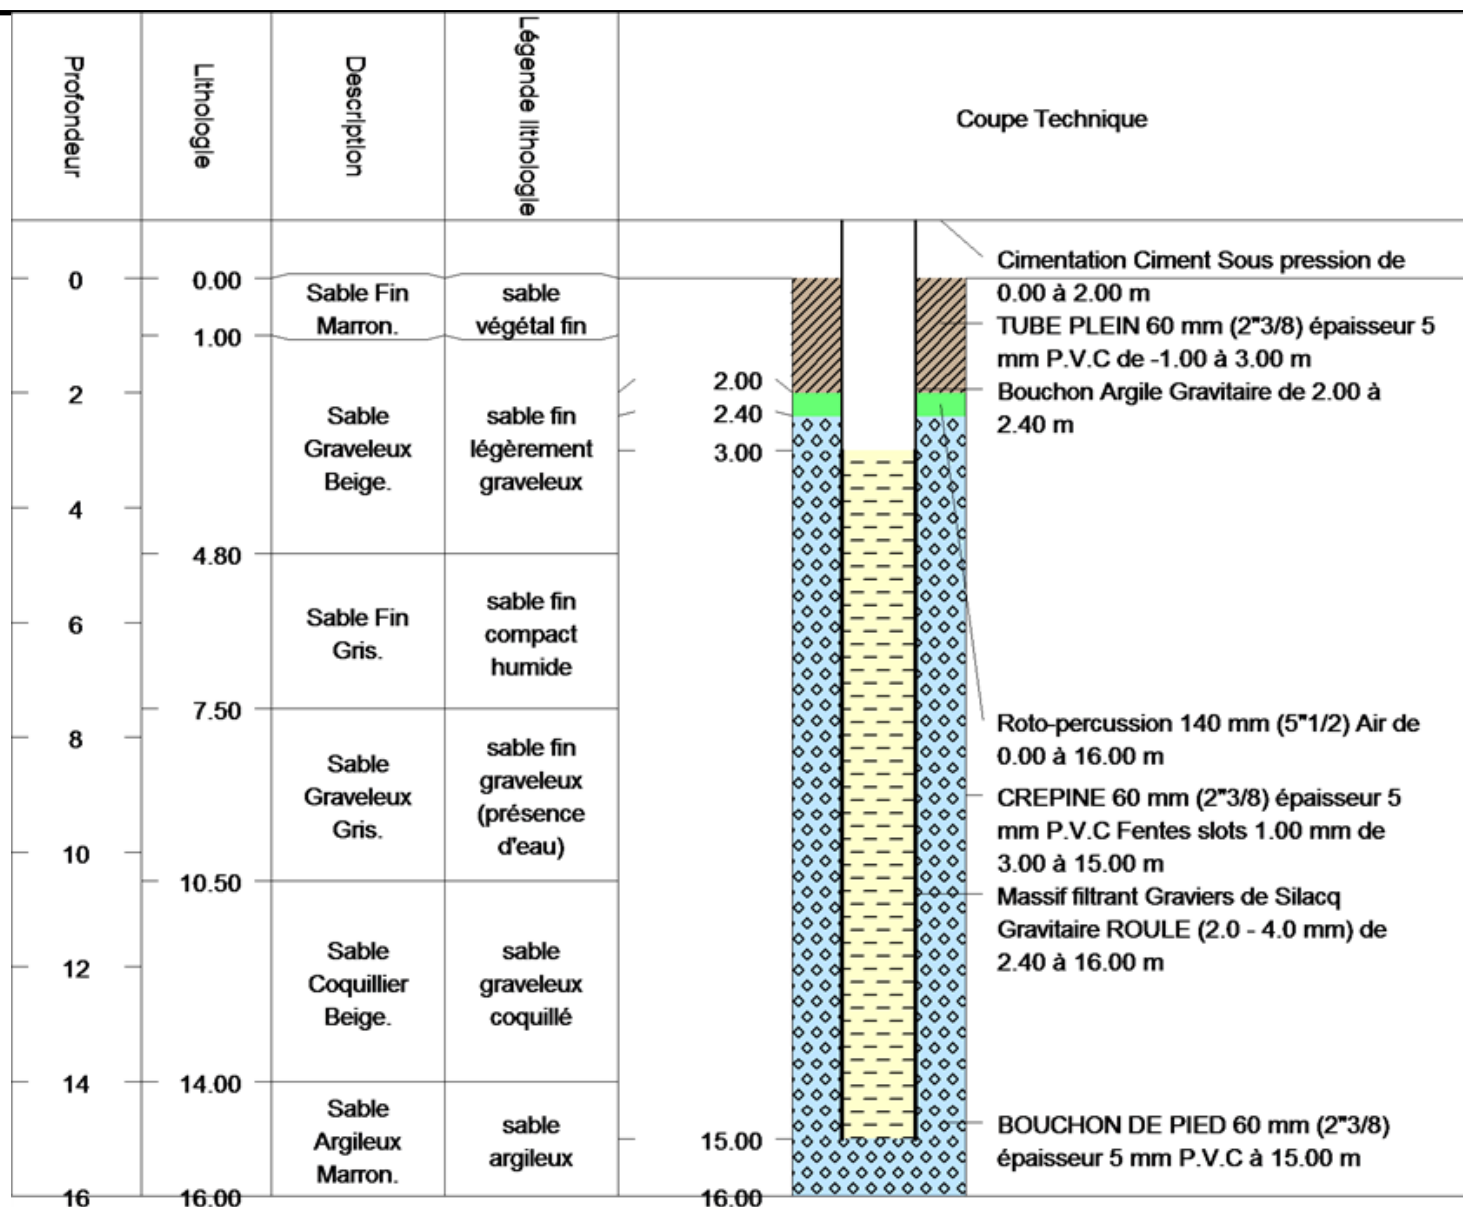 Profondeur
Lithologie
Description
Légende lithologie
Coupe Technique
0
2
4
6
8
10
12
14
16
0.00
1.00
4.80
7.50
10.50
14.00
16.00
Sable Fin
Marron.
Sable
Graveleux
Beige.
Sable Fin
Gris.
Sable
Graveleux
Gris.
Sable
Coquillier
Beige.
Sable
Argileux
Marron.
sable
végétal fin
sable fin
légèrement
graveleux
sable fin
compact
humide
sable fin
graveleux
(présence
d'eau)
sable
graveleux
coquillé
sable
argileux
2.00
2.40
3.00
15.00
16.00
Cimentation Ciment Sous pression de
0.00 à 2.00 m
TUBE PLEIN 60 mm (2"3/8) épaisseur 5
mm P.V.C de -1.00 à 3.00 m
Bouchon Argile Gravitaire de 2.00 à
2.40 m
Roto-percussion 140 mm (5"1/2) Air de
0.00 à 16.00 m
CREPINE 60 mm (2"3/8) épaisseur 5
mm P.V.C Fentes slots 1.00 mm de
3.00 à 15.00 m
Massif filtrant Graviers de Silacq
Gravitaire ROULE (2.0 - 4.0 mm) de
2.40 à 16.00 m
BOUCHON DE PIED 60 mm (2"3/8)
épaisseur 5 mm P.V.C à 15.00 m